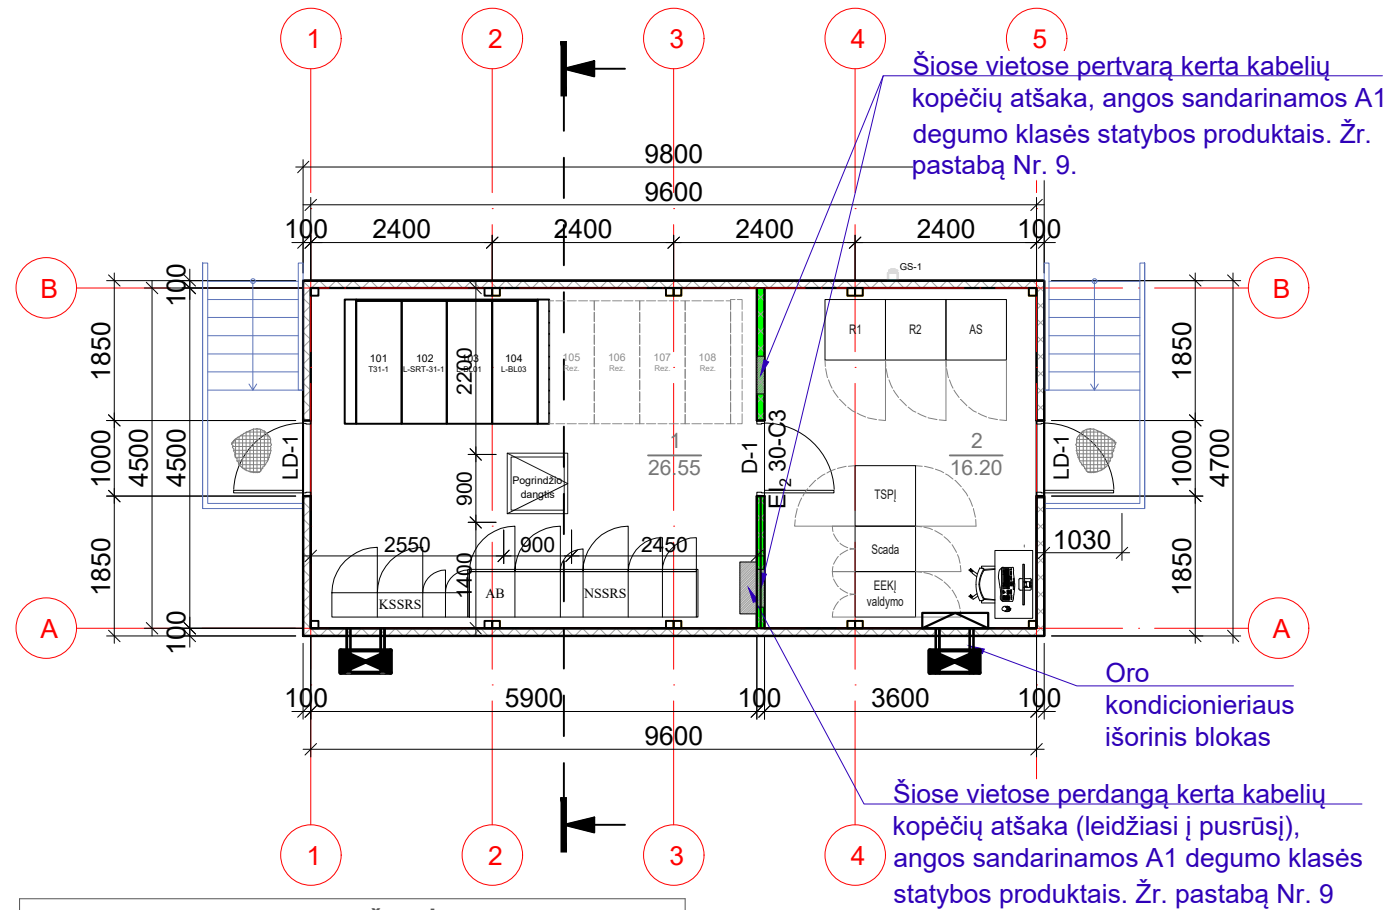 1
2
3
4
5
Šiose vietose pertvarą kerta kabelių
kopėčių atšaka, angos sandarinamos A1
degumo klasės statybos produktais. Žr.
pastabą Nr. 9.
9800
9600
100
2400
2400
2400
2400
100
GS-1
B
B
100
1850
1000
4500
4500
1850
100
101
T31-1
102
L-SRT-31-1
103
104
L-BL03
105
Rez.
106
Rez.
107
Rez.
108
Rez.
2200
R1
R2
AS
1850
1000
4700
1850
LD-1
1
26.55
D-1
EI₂ 30-C3
2
16.20
LD-1
Pogrindžio
dangtis
900
TSPĮ
2550
900
2450
1400
Scada
1030
KSSRS
AB
NSSRS
EEKĮ
valdymo
A
A
100
5900
100
3600
100
9600
Oro
kondicionieriaus
išorinis blokas
Šiose vietose perdangą kerta kabelių
kopėčių atšaka (leidžiasi į pusrūsį),
angos sandarinamos A1 degumo klasės
statybos produktais. Žr. pastabą Nr. 9
1
2
3
4